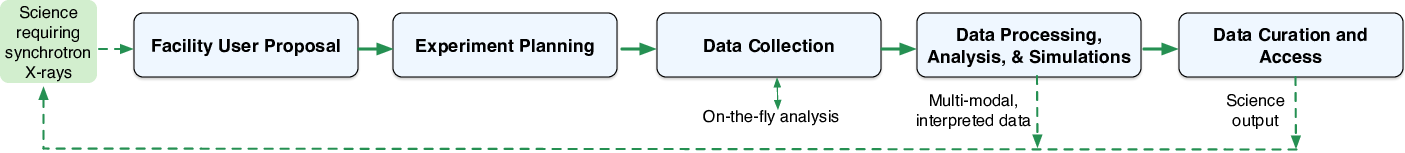 Science
requiring
synchrotron
X-rays
Facility User Proposal
Experiment Planning
Data Collection
Data Processing,
Analysis, & Simulations
Data Curation and
Access
On-the-fly analysis
Multi-modal,
interpreted data
Science
output